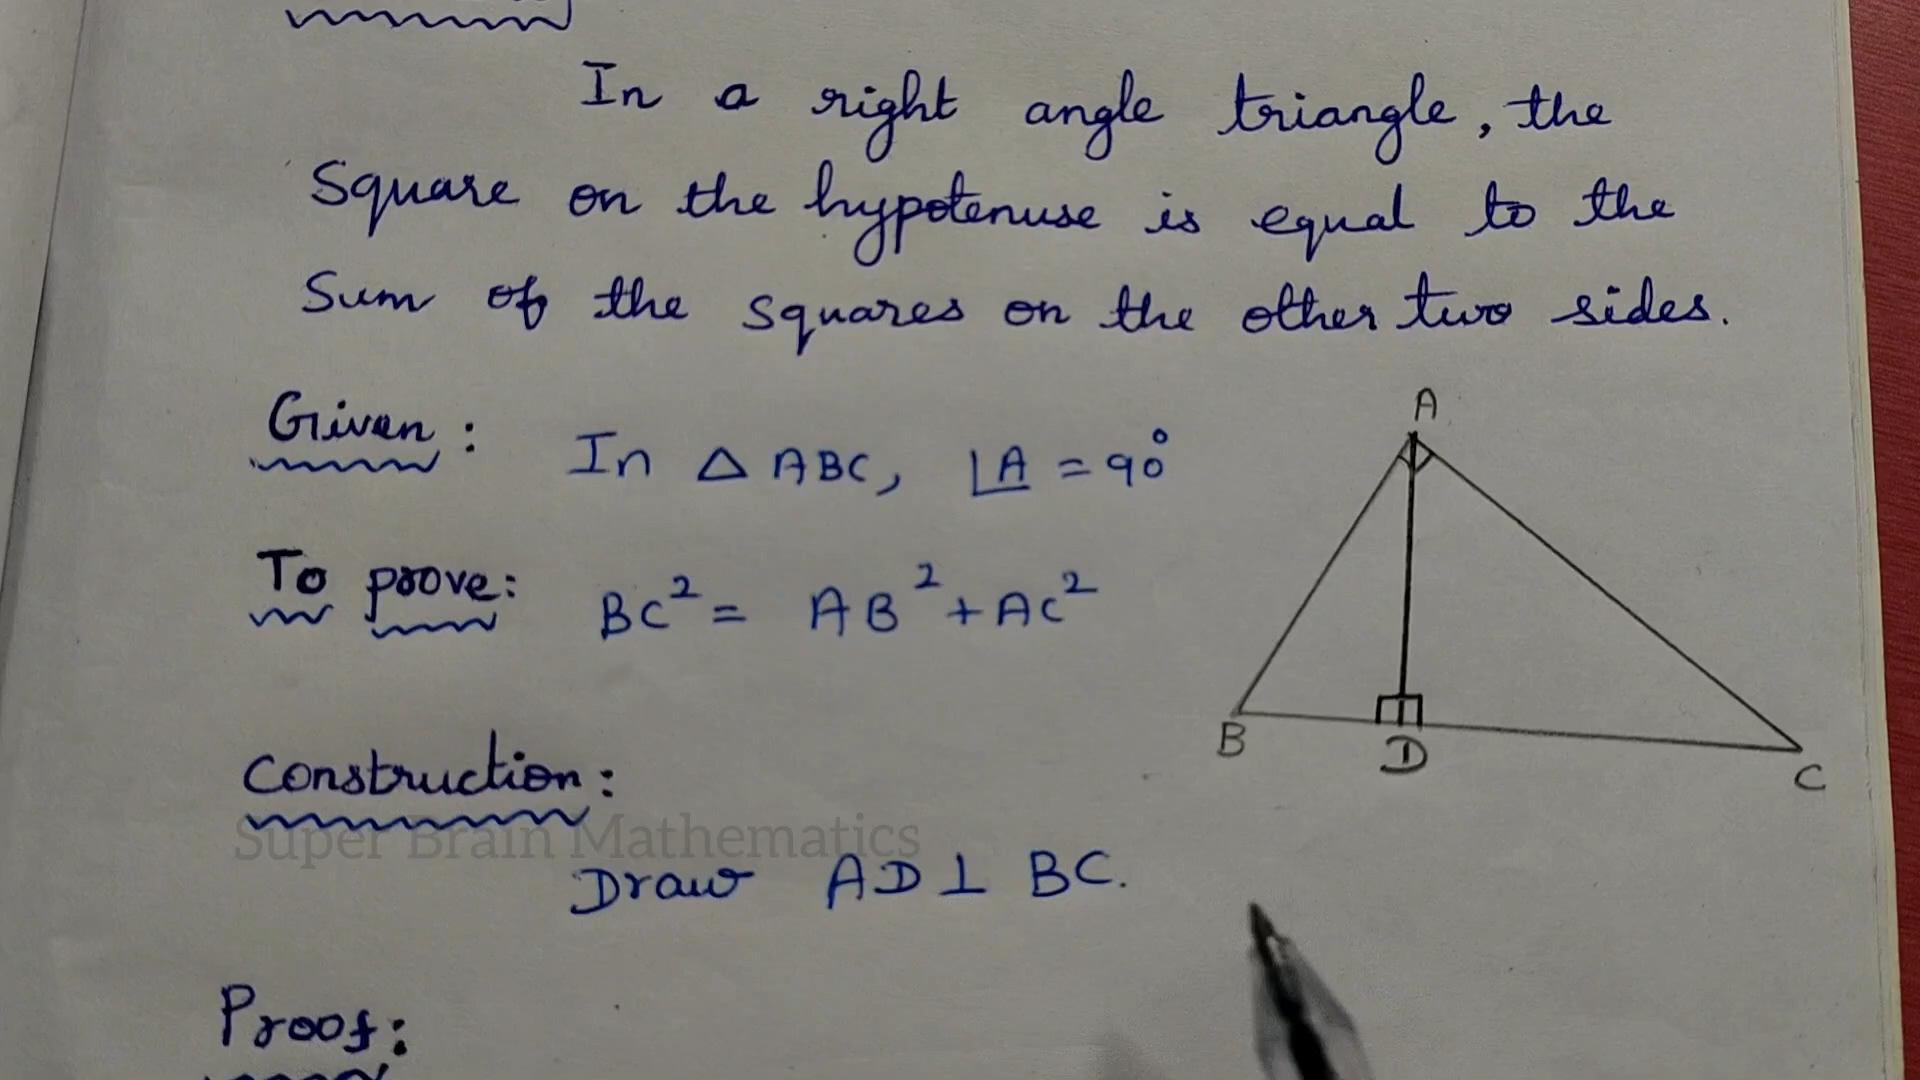 In a right angle triangle, the
Square on the hypotenuse is equal to the
Sum of the squares on the other two sides.
Given : In △ ABC, ∠A = 90°
To prove: BC² = AB² + AC²
Construction:
Super Brain Mathematics
Draw AD ⊥ BC.
Proof:
A
B
D
C